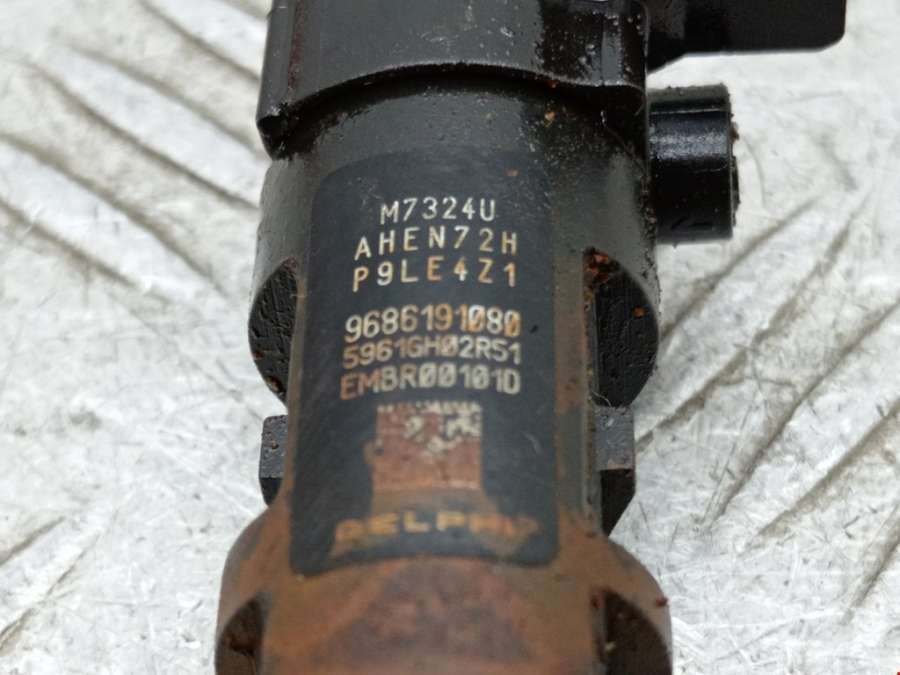 M7324U
AHEN72H
P9LE4Z1
9686191080
5961GH02RS1
EMBR00101D
DELPHI